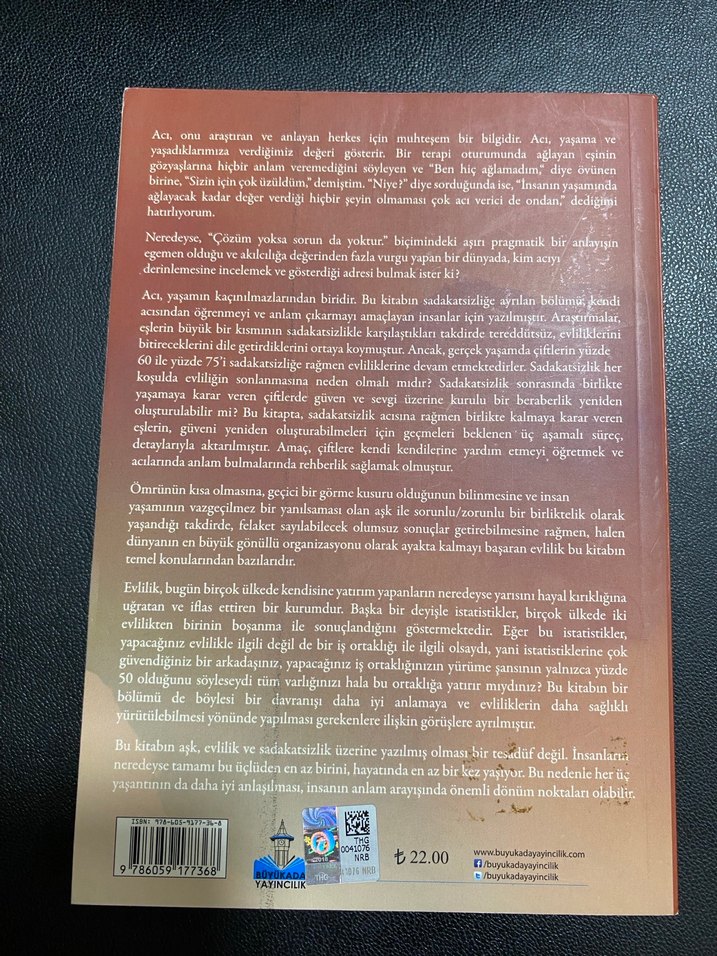 Acı, onu araştıran ve anlayan herkes için muhteşem bir bilgidir. Acı, yaşama ve
yaşadıklarımıza verdiğimiz değeri gösterir. Bir terapi oturumunda ağlayan eşinin
gözyaşlarına hiçbir anlam veremediğini söyleyen ve “Ben hiç ağlamadım,” diye övünen
birine, “Sizin için çok üzüldüm,” demiştim. “Niye?” diye sorduğunda ise, “İnsanın yaşamında
ağlayacak kadar değer verdiği hiçbir şeyin olmaması çok acı verici de ondan,” dediğimi
hatırlıyorum.
Neredeyse, “Çözüm yoksa sorun da yoktur.” biçimindeki aşırı pragmatik bir anlayışın
egemen olduğu ve akılcılığa değerinden fazla vurgu yapan bir dünyada, kim acıyı
derinlemesine incelemek ve gösterdiği adresi bulmak ister ki?
Acı, yaşamın kaçınılmazlarından biridir. Bu kitabın sadakatsizliğe ayrılan bölümü, kendi
acısından öğrenmeyi ve anlam çıkarmayı amaçlayan insanlar için yazılmıştır. Araştırmalar,
eşlerin büyük bir kısmının sadakatsizlikle karşılaştıkları takdirde tereddütsüz, evliliklerini
bitireceklerini dile getirdiklerini ortaya koymuştur. Ancak, gerçek yaşamda çiftlerin yüzde
60 ile yüzde 75’i sadakatsizliğe rağmen evliliklerine devam etmektedirler. Sadakatsizlik her
koşulda evliliğin sonlanmasına neden olmalı mıdır? Sadakatsizlik sonrasında birlikte
yaşamaya karar veren çiftlerde güven ve sevgi üzerine kurulu bir beraberlik yeniden
oluşturulabilir mi? Bu kitapta, sadakatsizlik acısına rağmen birlikte kalmaya karar veren
eşlerin, güveni yeniden oluşturabilmeleri için geçmeleri beklenen üç aşamalı süreç,
detaylarıyla aktarılmıştır. Amaç, çiftlere kendi kendilerine yardım etmeyi öğretmek ve
acılarında anlam bulmalarında rehberlik sağlamak olmuştur.
Ömrünün kısa olmasına, geçici bir görme kusuru olduğunun bilinmesine ve insan
yaşamının vazgeçilmez bir yanılsaması olan aşk ile sorunlu/zorunlu bir birliktelik olarak
yaşandığı takdirde, felaket sayılabilecek olumsuz sonuçlar getirebilmesine rağmen, halen
dünyanın en büyük gönüllü organizasyonu olarak ayakta kalmayı başaran evlilik bu kitabın
temel konularından bazılarıdır.
Evlilik, bugün birçok ülkede kendisine yatırım yapanların neredeyse yarısını hayal kırıklığına
uğratan ve iflas ettiren bir kurumdur. Başka bir deyişle istatistikler, birçok ülkede iki
evlilikten birinin boşanma ile sonuçlandığını göstermektedir. Eğer bu istatistikler,
yapacağınız evlilikle ilgili değil de bir iş ortaklığı ile ilgili olsaydı, yani istatistiklerine çok
güvendiğiniz bir arkadaşınız, yapacağınız iş ortaklığınızın yürüme şansının yalnızca yüzde
50 olduğunu söyleseydi tüm varlığınızı hala bu ortaklığa yatırır mıydınız? Bu kitabın bir
bölümü de böylesi bir davranışı daha iyi anlamaya ve evliliklerin daha sağlıklı
yürütülebilmesi yönünde yapılması gerekenlere ilişkin görüşlere ayrılmıştır.
Bu kitabın aşk, evlilik ve sadakatsizlik üzerine yazılmış olması bir tesadüf değil. İnsanların
neredeyse tamamı bu üçlüden en az birini, hayatında en az bir kez yaşıyor. Bu nedenle her üç
yaşantının da daha iyi anlaşılması, insanın anlam arayışında önemli dönüm noktaları olabilir.
ISBN: 978-605-9177-36-8
9 786059 177368
BÜYÜKADA
YAYINCILIK
2018
THG
THG
0041076
NRB
41076 NRB
₺ 22.00
www.buyukadayayincilik.com
/buyukadayayincilik
/buyukadayayincilik